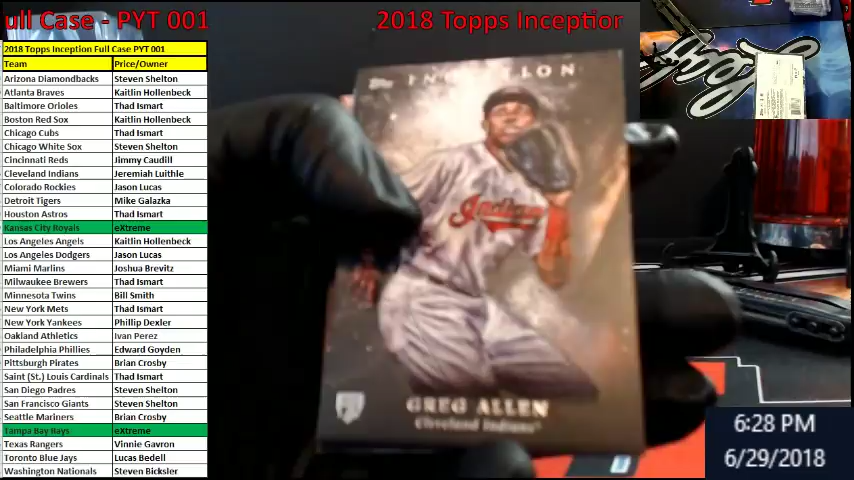 ull Case - PYT 001
2018 Topps Inception
2018 Topps Inception Full Case PYT 001
Team Price/Owner
Arizona Diamondbacks Steven Shelton
Atlanta Braves Kaitlin Hollenbeck
Baltimore Orioles Thad Ismart
Boston Red Sox Kaitlin Hollenbeck
Chicago Cubs Thad Ismart
Chicago White Sox Steven Shelton
Cincinnati Reds Jimmy Caudill
Cleveland Indians Jeremiah Luithle
Colorado Rockies Jason Lucas
Detroit Tigers Mike Galazka
Houston Astros Thad Ismart
Kansas City Royals eXtreme
Los Angeles Angels Kaitlin Hollenbeck
Los Angeles Dodgers Jason Lucas
Miami Marlins Joshua Brevitz
Milwaukee Brewers Thad Ismart
Minnesota Twins Bill Smith
New York Mets Thad Ismart
New York Yankees Phillip Dexler
Oakland Athletics Ivan Perez
Philadelphia Phillies Edward Goyden
Pittsburgh Pirates Brian Crosby
Saint (St.) Louis Cardinals Thad Ismart
San Diego Padres Steven Shelton
San Francisco Giants Steven Shelton
Seattle Mariners Brian Crosby
Tampa Bay Rays eXtreme
Texas Rangers Vinnie Gavron
Toronto Blue Jays Lucas Bedell
Washington Nationals Steven Bicksler
Topps INCEPTION
Indians
GREG ALLEN
Cleveland Indians
6:28 PM
6/29/2018